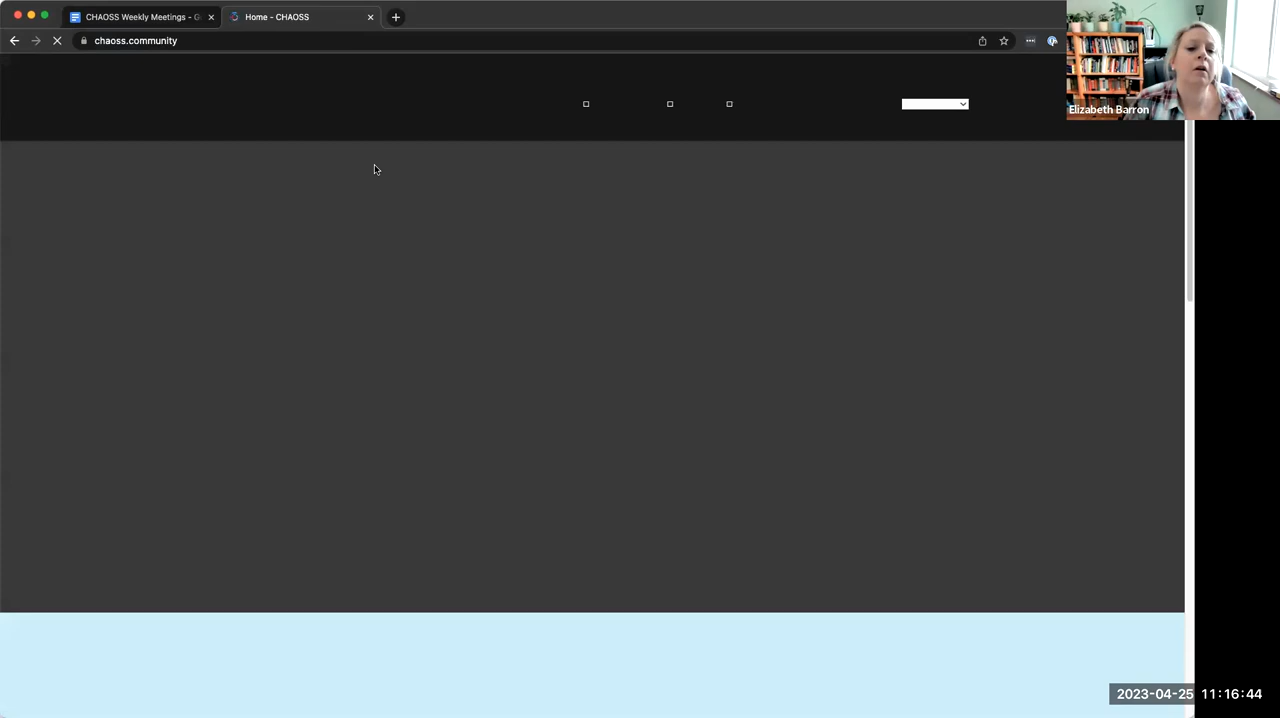 CHAOSS Weekly Meetings - G
Home - CHAOSS
chaoss.community
Elizabeth Barron
2023-04-25 11:16:44